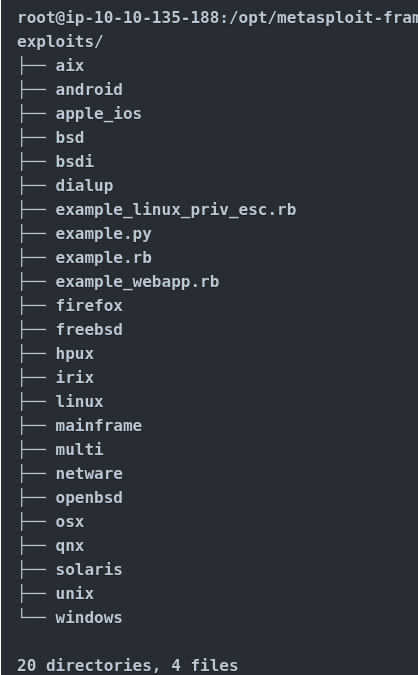 root@ip-10-10-135-188:/opt/metasploit-fram
exploits/
├── aix
├── android
├── apple_ios
├── bsd
├── bsdi
├── dialup
├── example_linux_priv_esc.rb
├── example.py
├── example.rb
├── example_webapp.rb
├── firefox
├── freebsd
├── hpux
├── irix
├── linux
├── mainframe
├── multi
├── netware
├── openbsd
├── osx
├── qnx
├── solaris
├── unix
└── windows
20 directories, 4 files